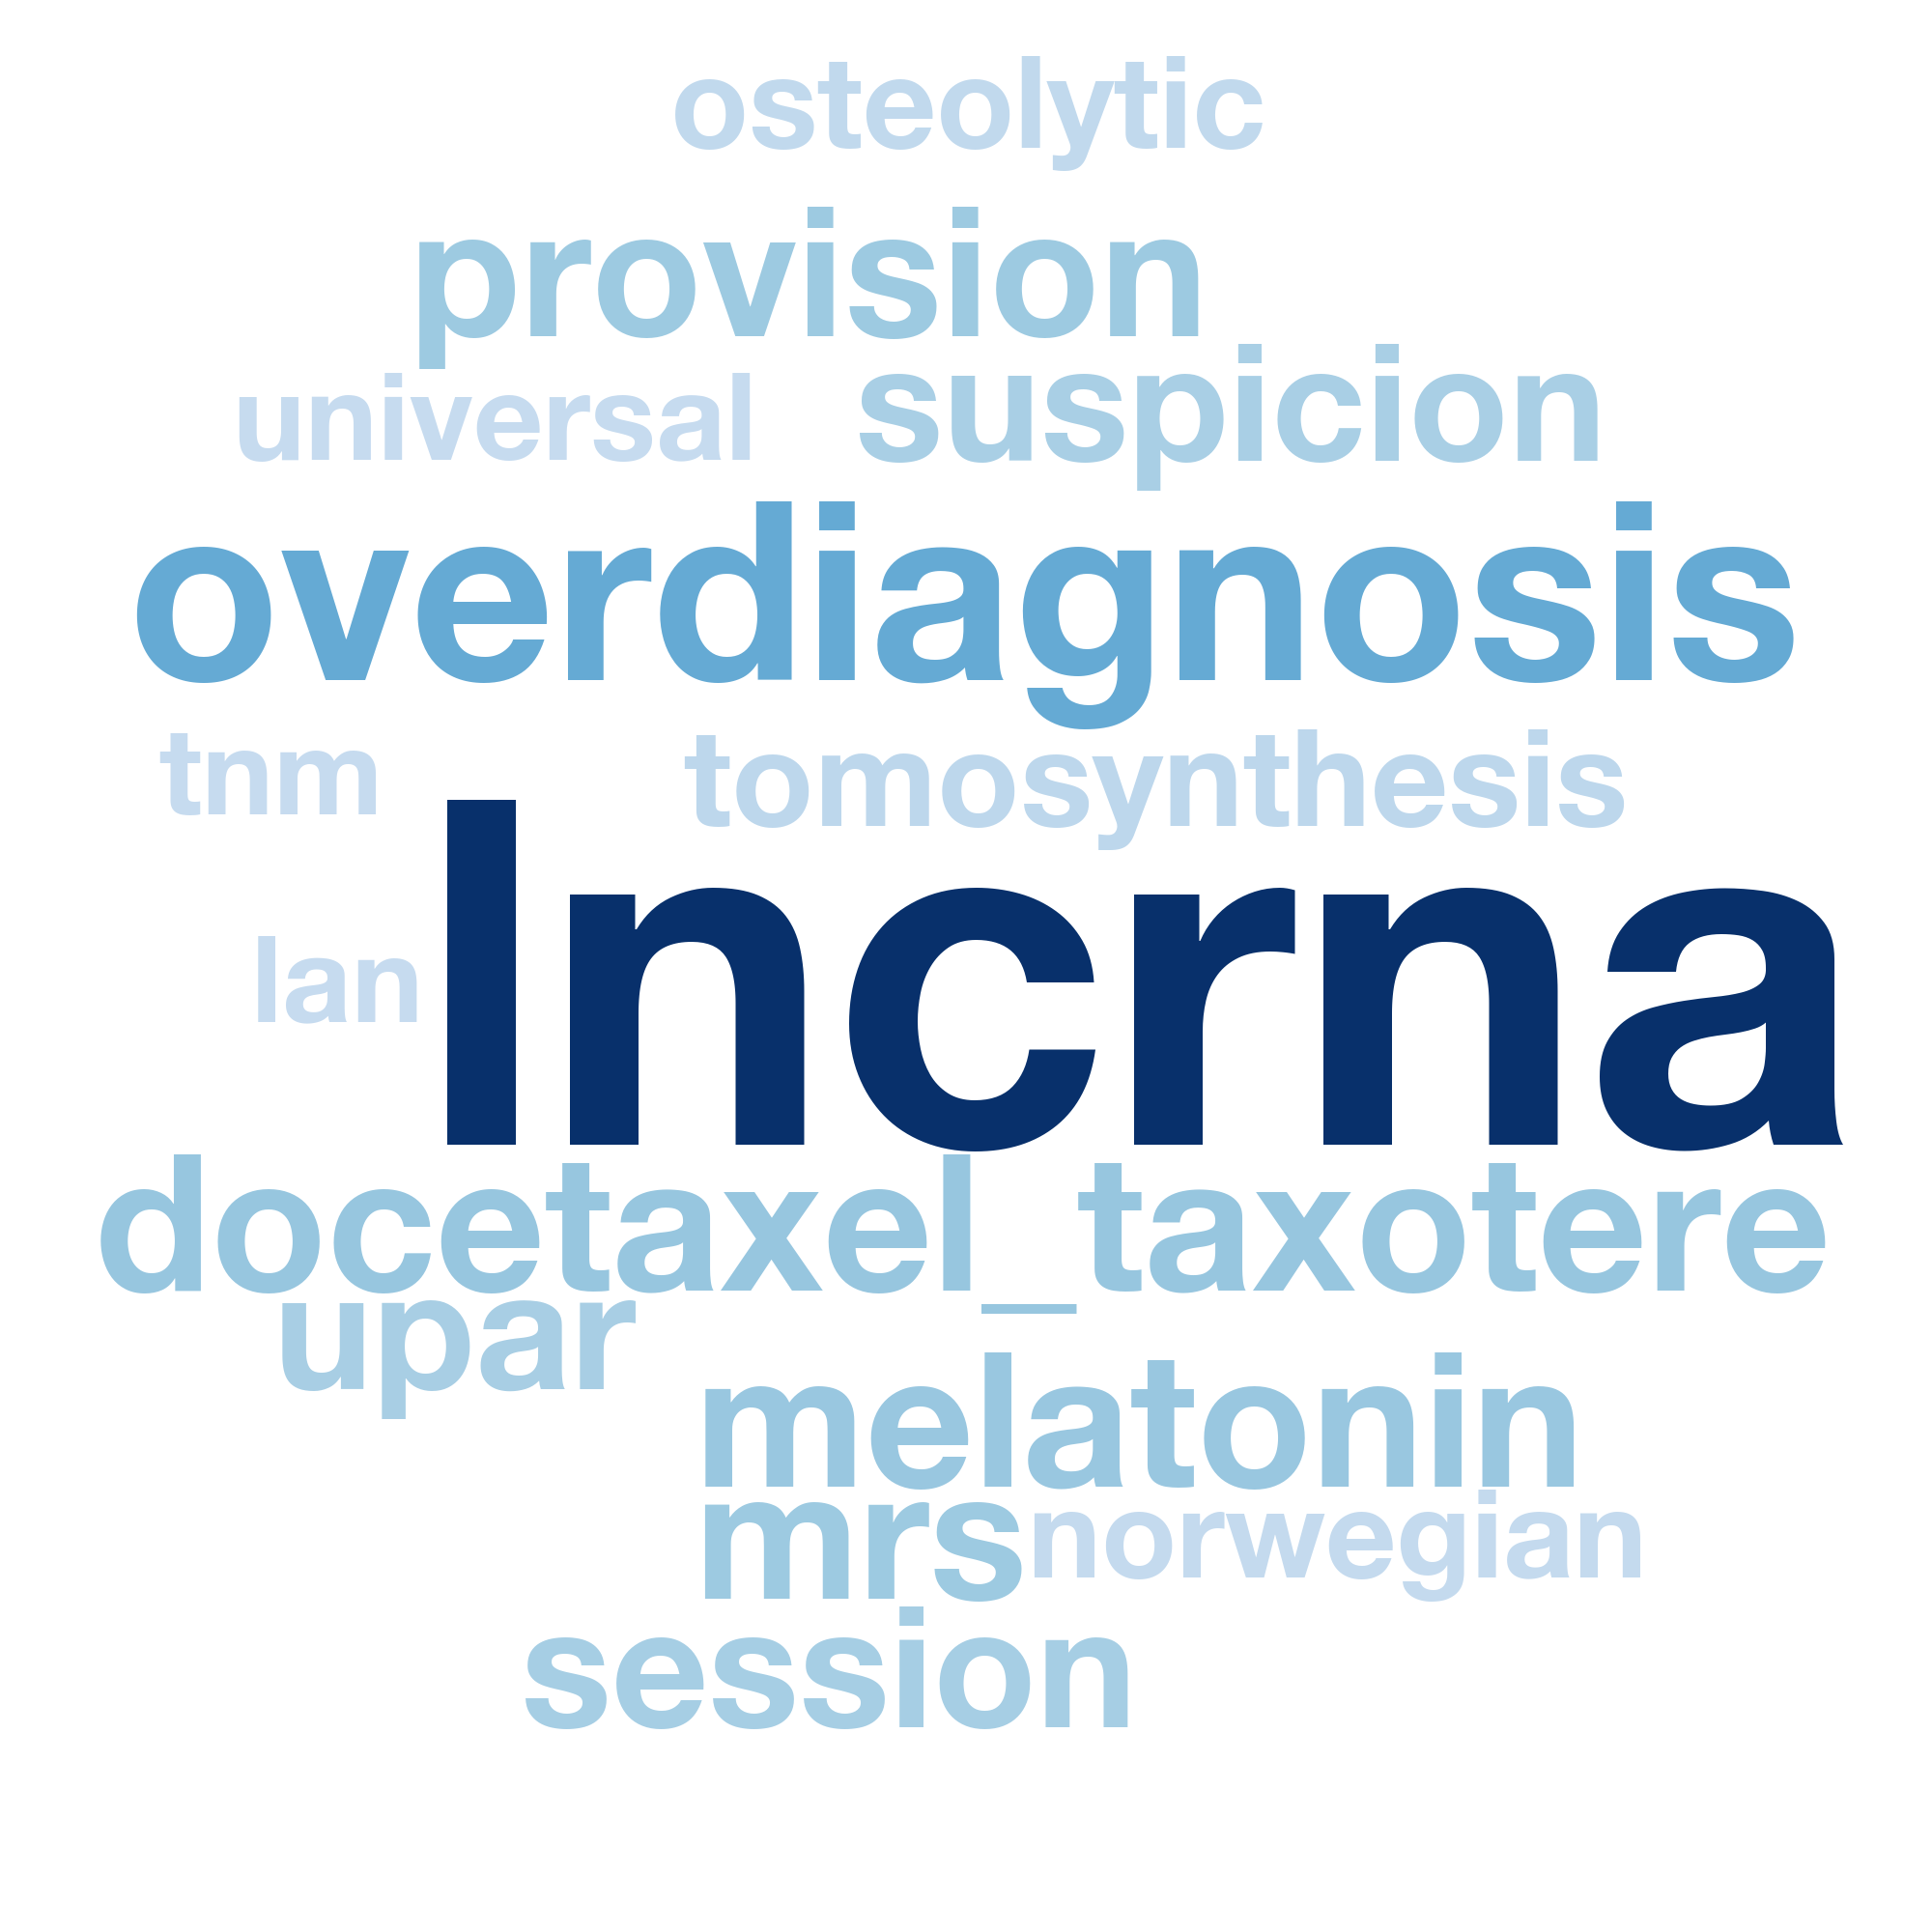 osteolytic
provision
universal suspicion
overdiagnosis
tnm tomosynthesis
lan lncrna
docetaxel_taxotere
upar
melatonin
mrs norwegian
session